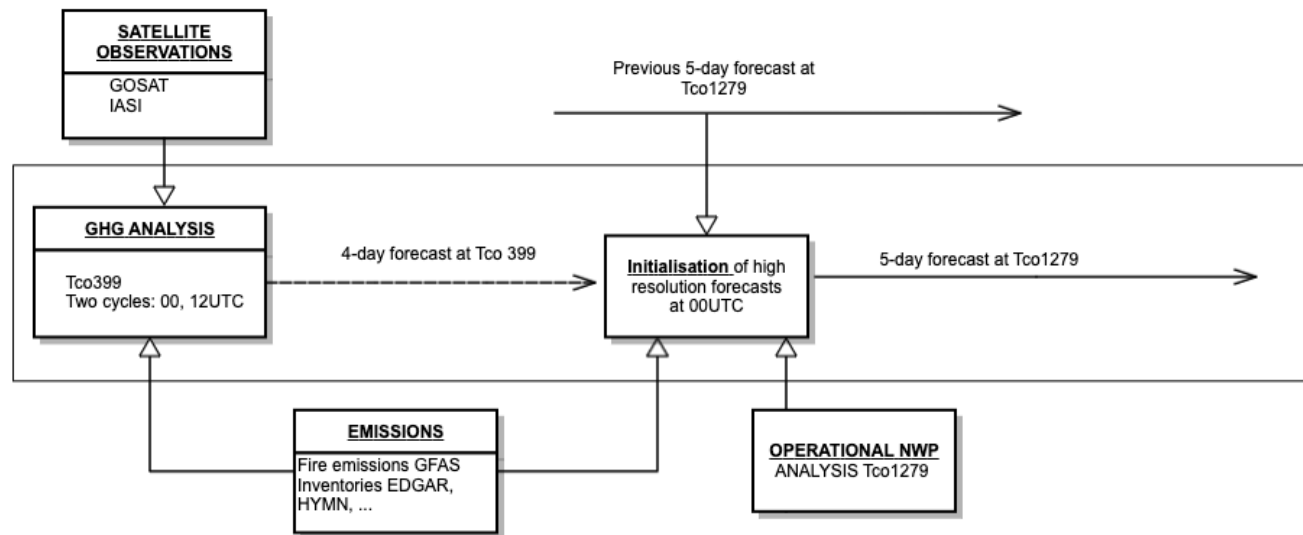 SATELLITE
OBSERVATIONS
GOSAT
IASI
Previous 5-day forecast at
Tco1279
GHG ANALYSIS
Tco399
Two cycles: 00, 12UTC
4-day forecast at Tco 399
Initialisation of high
resolution forecasts
at 00UTC
5-day forecast at Tco1279
EMISSIONS
Fire emissions GFAS
Inventories EDGAR,
HYMN, ...
OPERATIONAL NWP
ANALYSIS Tco1279